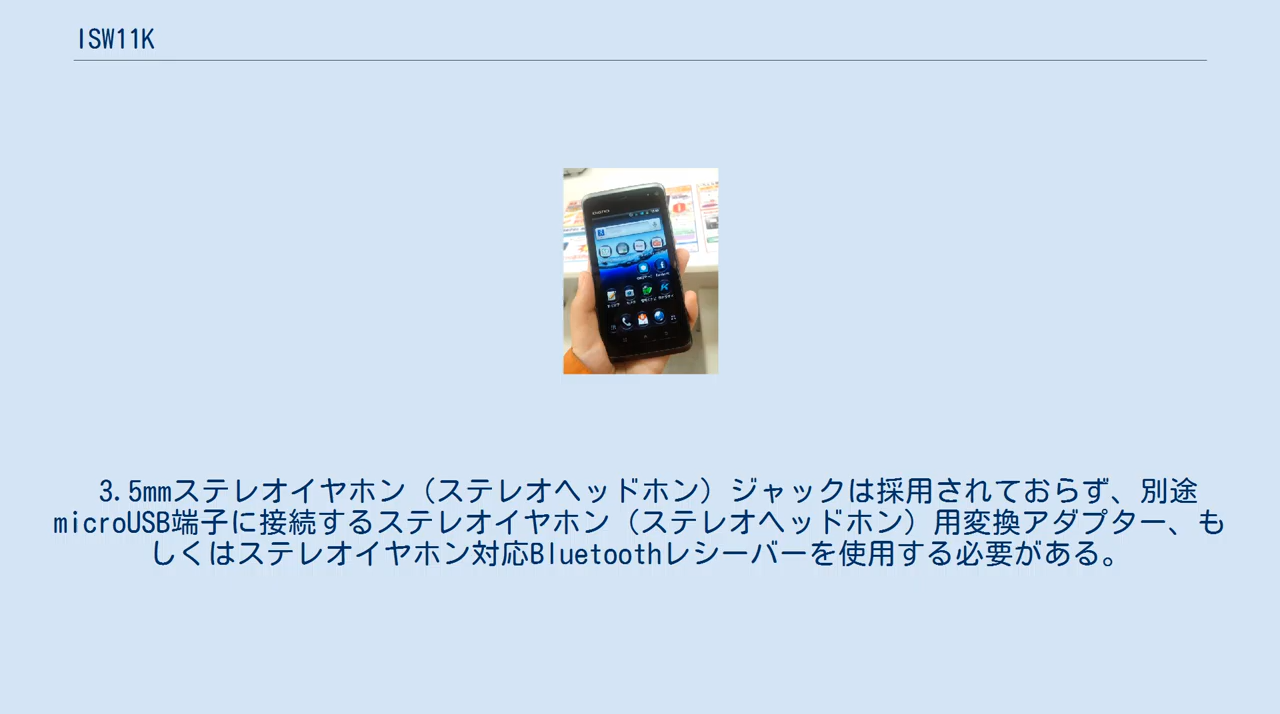 ISW11K
3.5mmステレオイヤホン（ステレオヘッドホン）ジャックは採用されておらず、別途
microUSB端子に接続するステレオイヤホン（ステレオヘッドホン）用変換アダプター、も
しくはステレオイヤホン対応Bluetoothレシーバーを使用する必要がある。